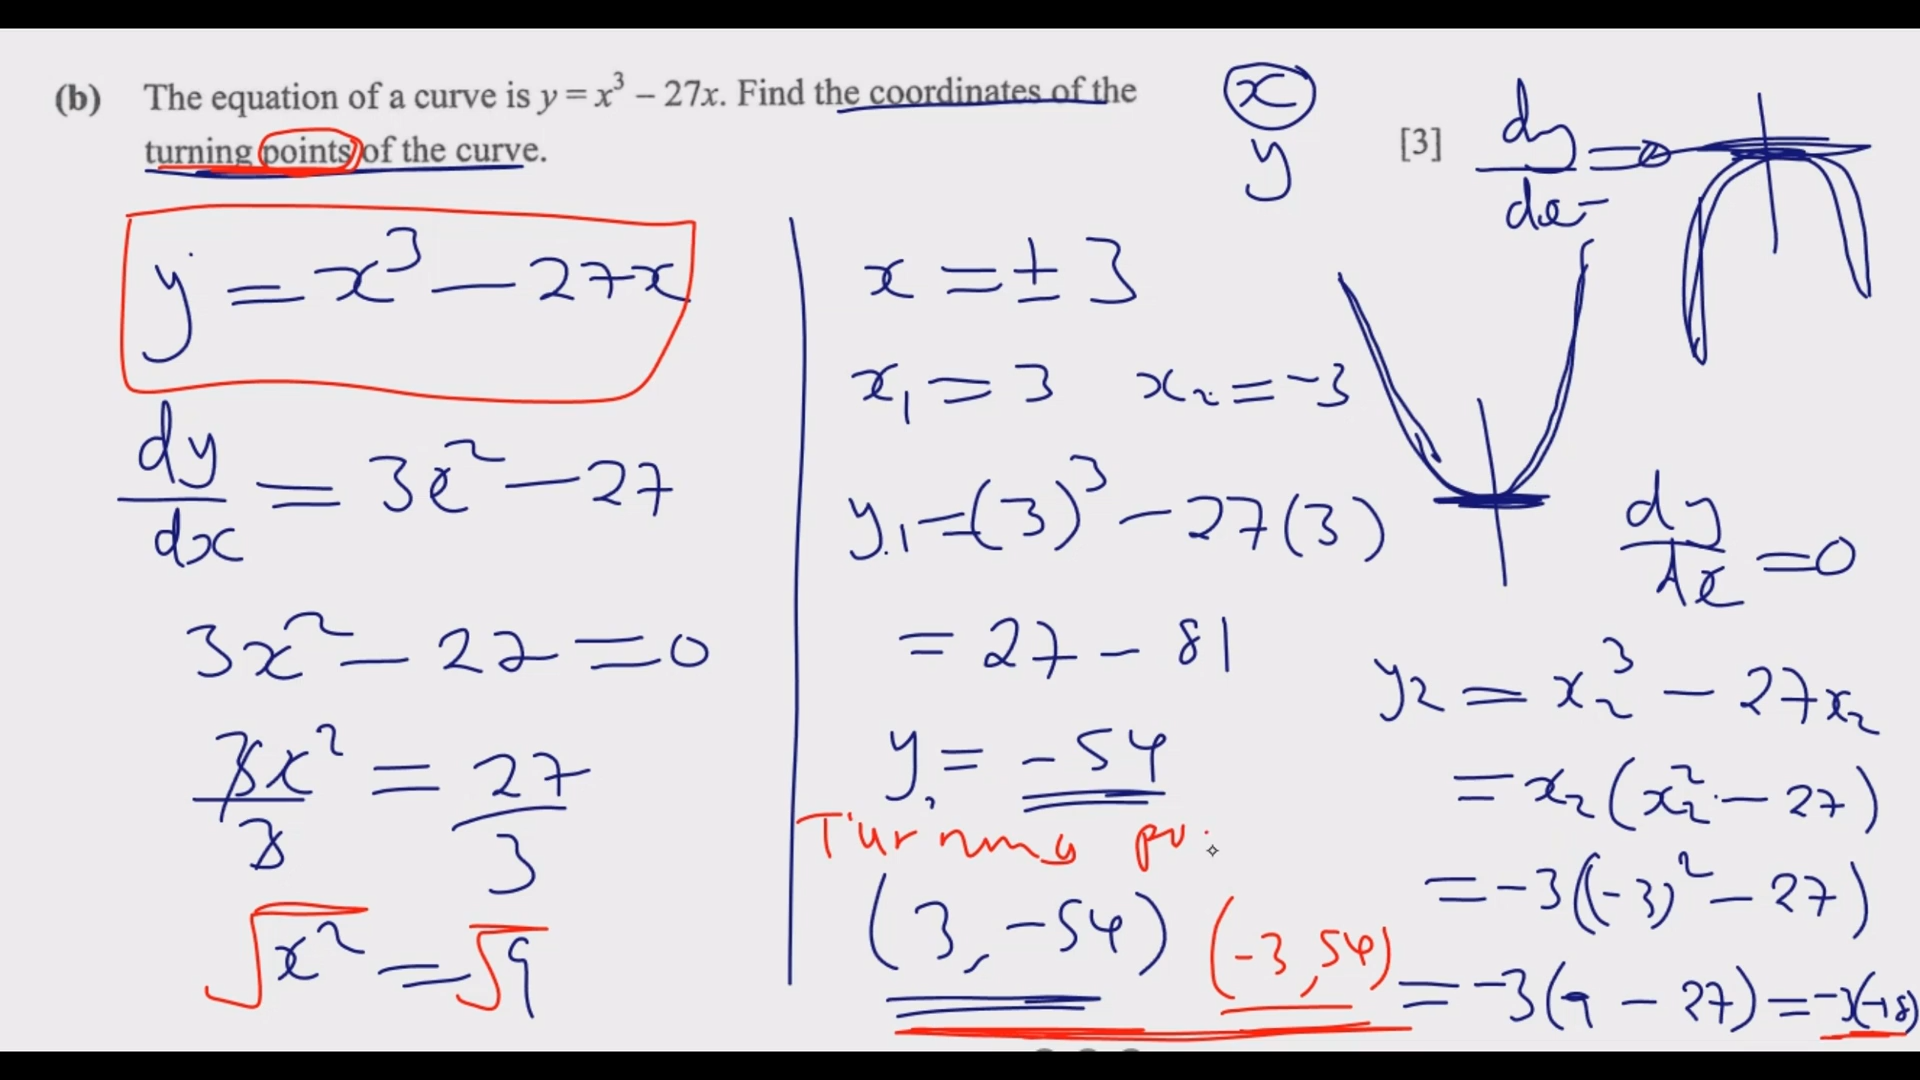 (b) The equation of a curve is y = x³ – 27x. Find the coordinates of the
turning points of the curve.
[3]
x
y
dy/dx = 0
y = x³ – 27x
dy/dx = 3x² – 27
3x² – 27 = 0
3x²/3 = 27/3
√x² = √9
x = ± 3
x₁ = 3 x₂ = –3
y₁ = (3)³ – 27(3)
= 27 – 81
y₁ = –54
Turning po
(3, –54) (–3, 54)
dy/dx = 0
y₂ = x₂³ – 27x₂
= x₂(x₂² – 27)
= –3((–3)² – 27)
= –3(9 – 27) = –3(–18)